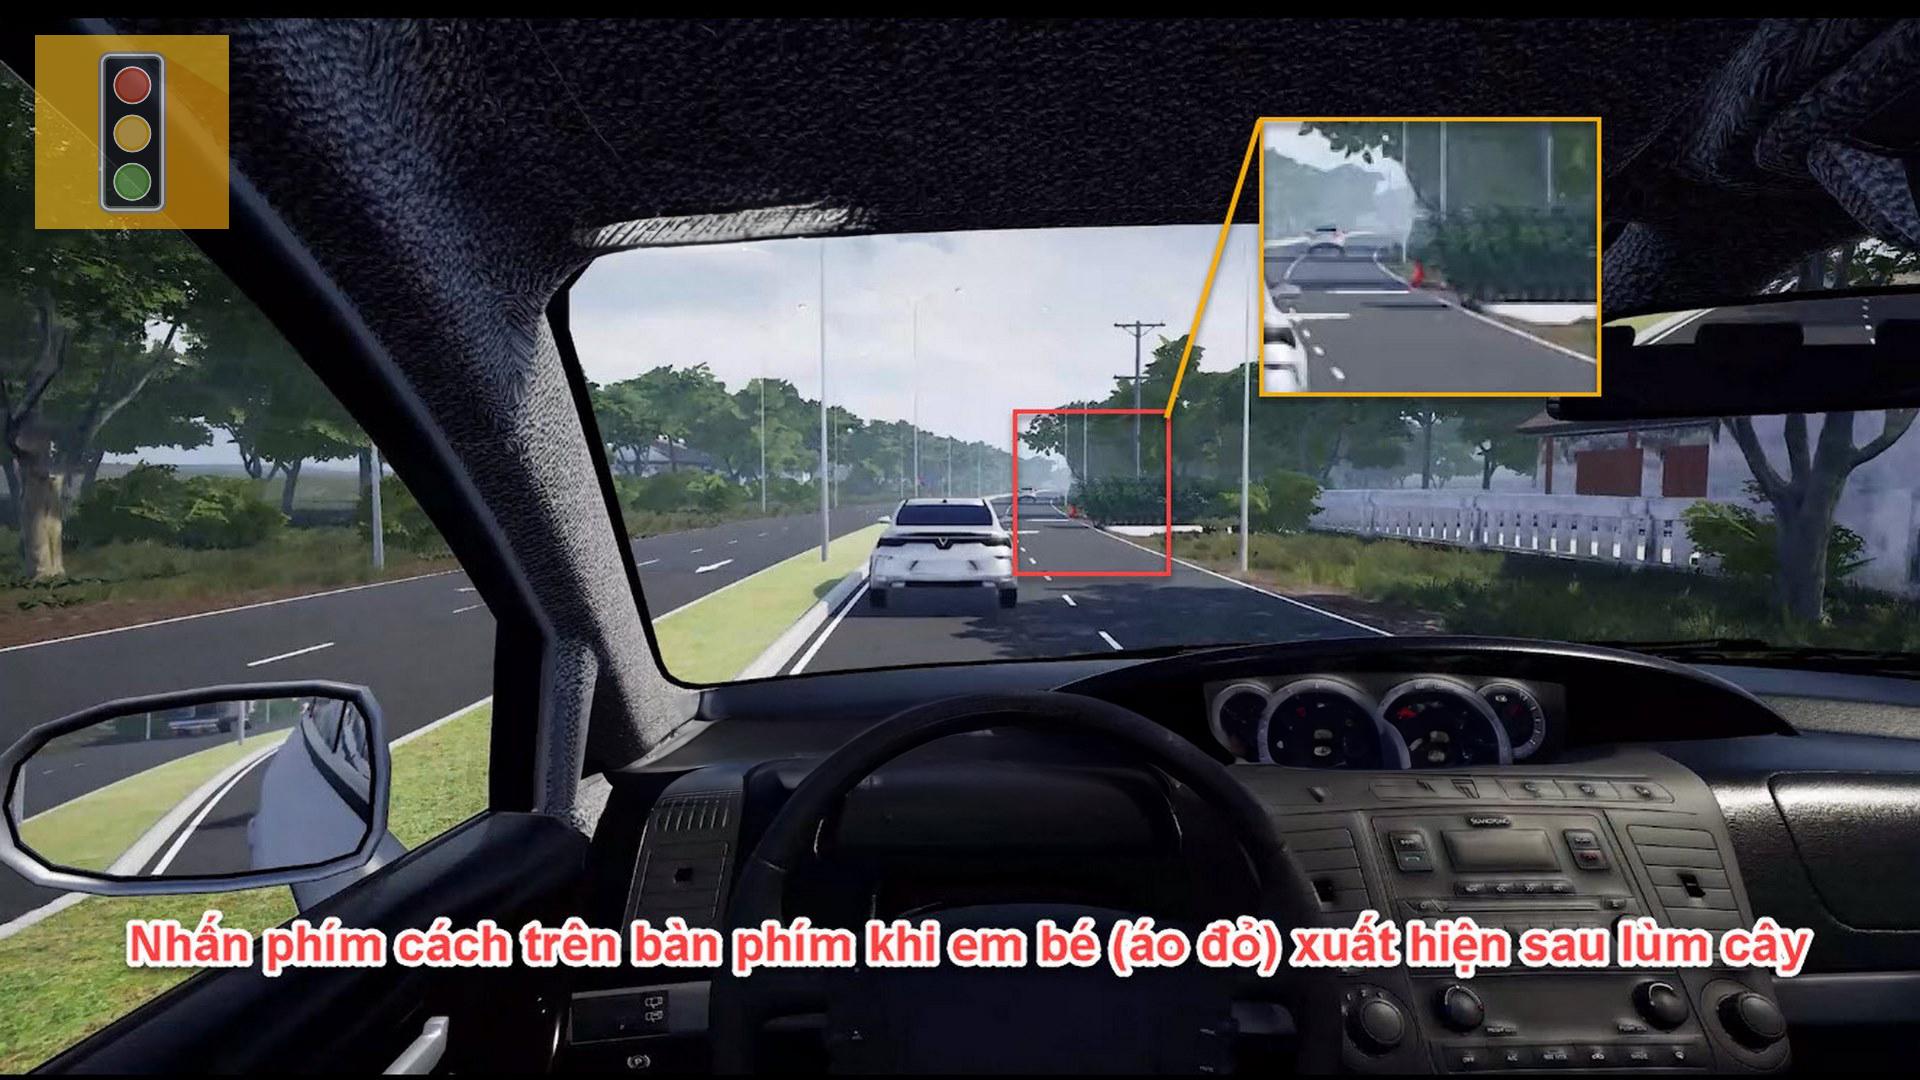 Nhấn phím cách trên bàn phím khi em bé (áo đỏ) xuất hiện sau lùm cây